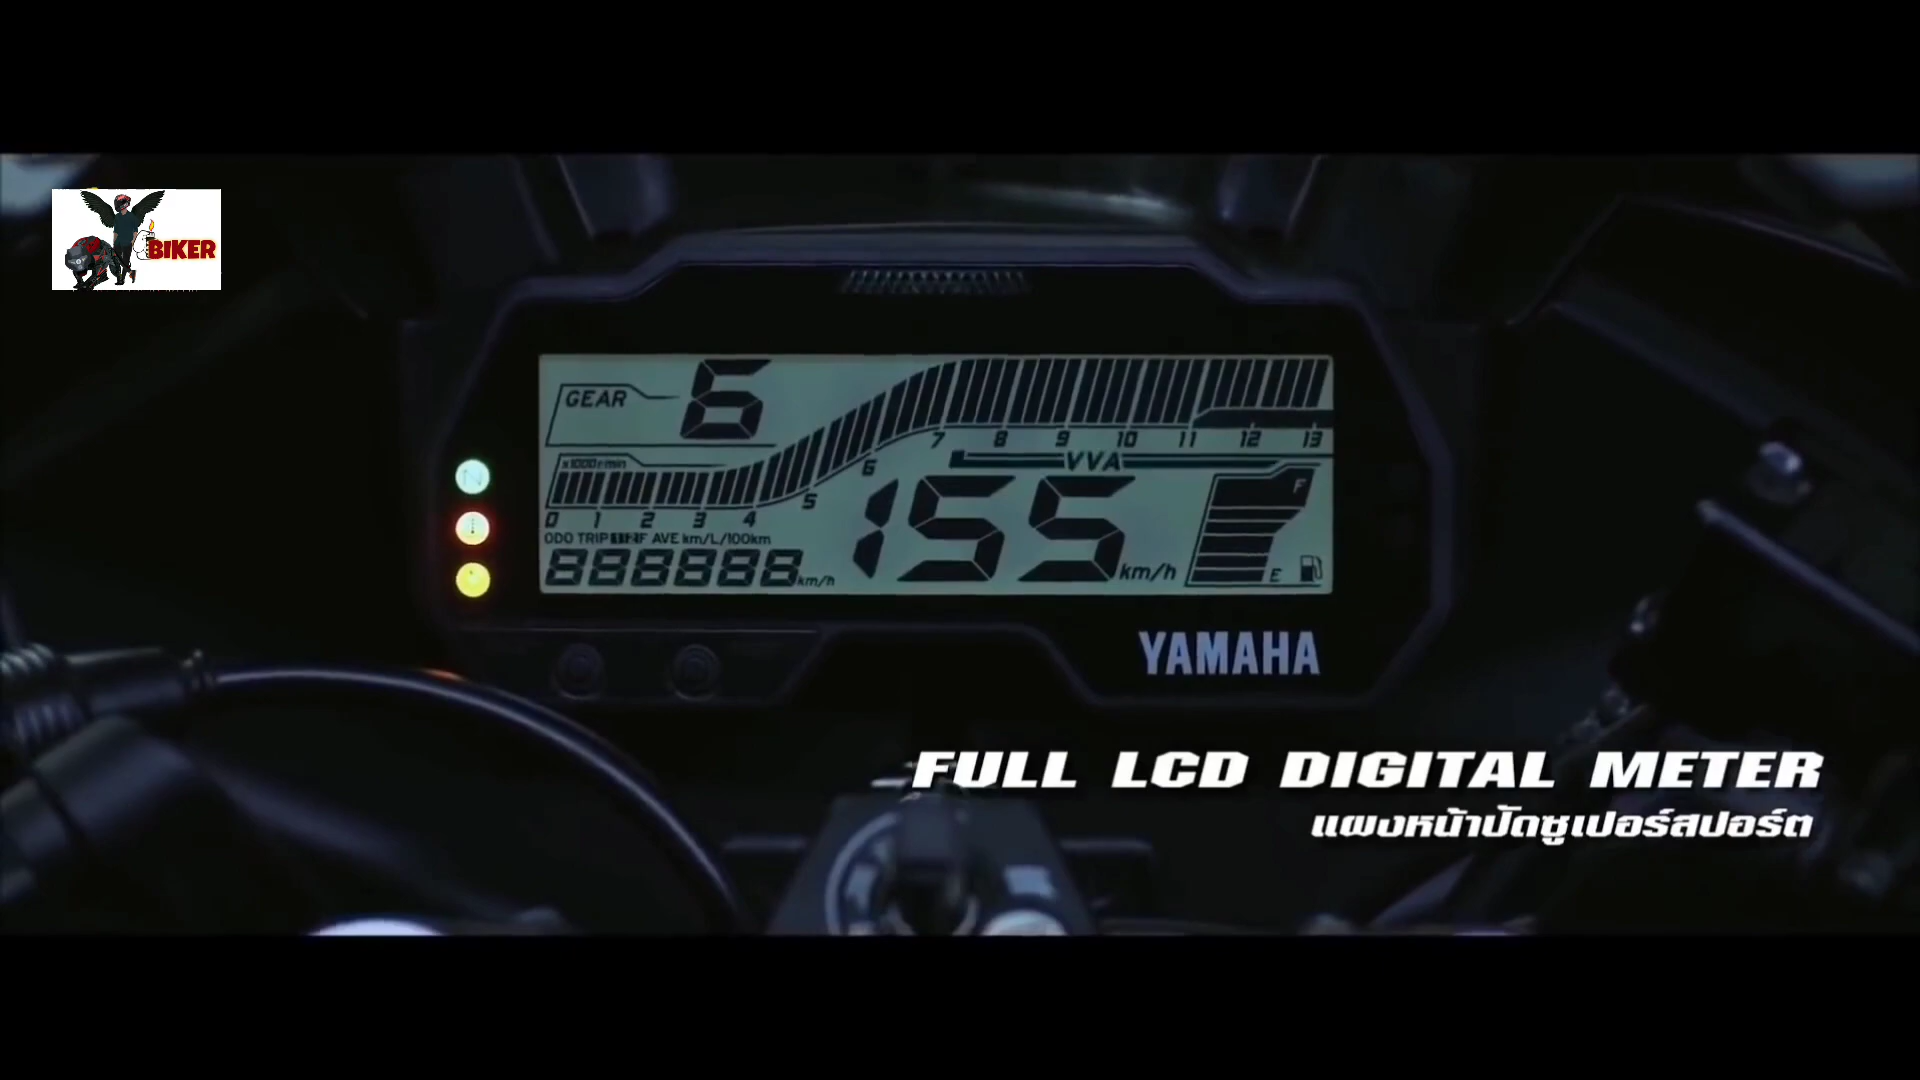 BIKER
GEAR 6
x1000r/min
0 1 2 3 4 5 6 7 8 9 10 11 12 13
VVA
155 km/h
F
E
N
ODO TRIP AVE km/L/100km
888888 km/h
YAMAHA
FULL LCD DIGITAL METER
แผงหน้าปัดซูเปอร์สปอร์ต